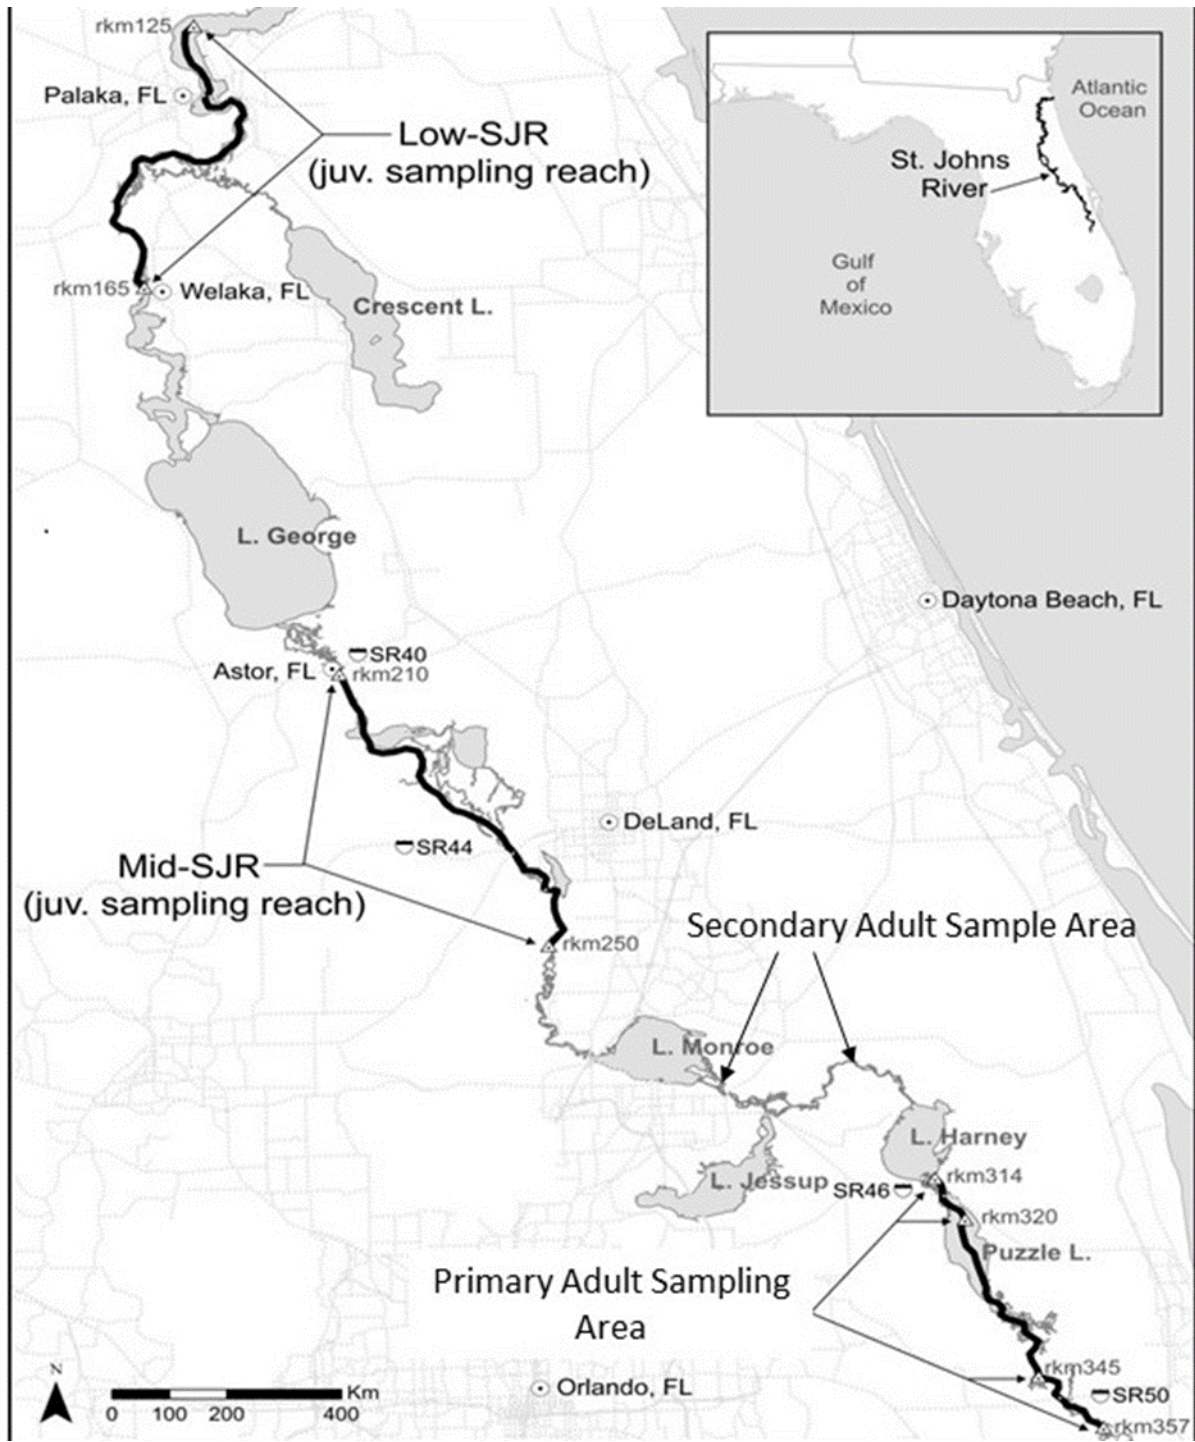 rkm125
Palaka, FL
Low-SJR
(juv. sampling reach)
Atlantic
Ocean
St. Johns
River
Gulf
of
Mexico
rkm165
Welaka, FL
Crescent L.
L. George
Daytona Beach, FL
SR40
Astor, FL
rkm210
DeLand, FL
SR44
Mid-SJR
(juv. sampling reach)
Secondary Adult Sample Area
rkm250
L. Monroe
L. Harney
L. Jessup
SR46
rkm314
rkm320
Puzzle L.
Primary Adult Sampling
Area
rkm345
Orlando, FL
SR50
rkm357
N
Km
0 100 200 400